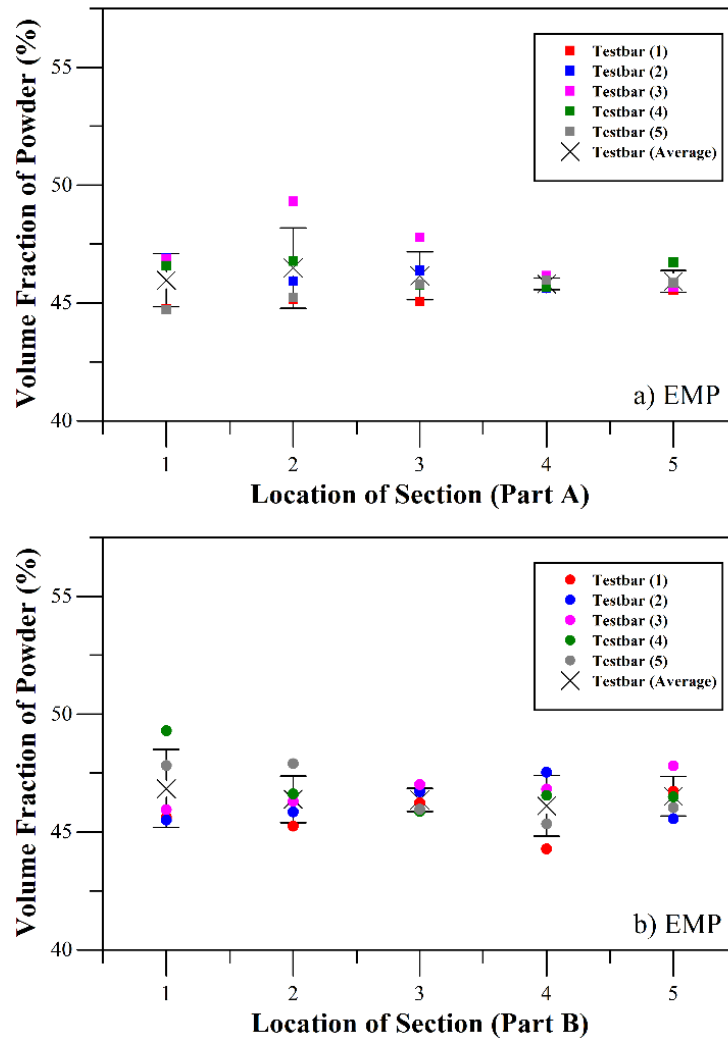 Volume Fraction of Powder (%)
55
50
45
40
Testbar (1)
Testbar (2)
Testbar (3)
Tcstbar (4)
Tcstbar (5)
Testbar (Average)
a) EMP
1 2 3 4 5
Location of Section (Part A)
Volume Fraction of Powder (%)
55
50
45
40
Testbar (1)
Testbar (2)
Testbar (3)
Testbar (4)
Tcstbar (5)
Testbar (Average)
b) EMP
1 2 3 4 5
Location of Section (Part B)